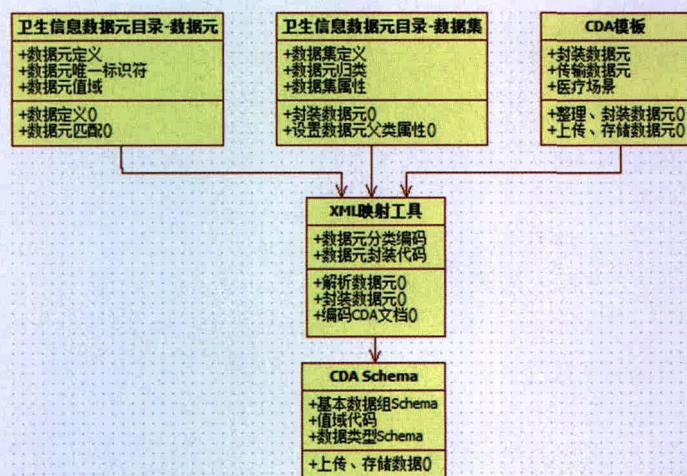 卫生信息数据元目录-数据元
+数据元定义
+数据元唯一标识符
+数据元值域
+数据定义()
+数据元匹配()
卫生信息数据元目录-数据集
+数据集定义
+数据元归类
+数据集属性
+封装数据元()
+设置数据元父类属性()
CDA模板
+封装数据元
+传输数据元
+医疗场景
+整理、封装数据元()
+上传、存储数据元()
XML映射工具
+数据元分类编码
+数据元封装代码
+解析数据元()
+封装数据元()
+编码CDA文档()
CDA Schema
+基本数据组Schema
+值域代码
+数据类型Schema
+上传、存储数据()